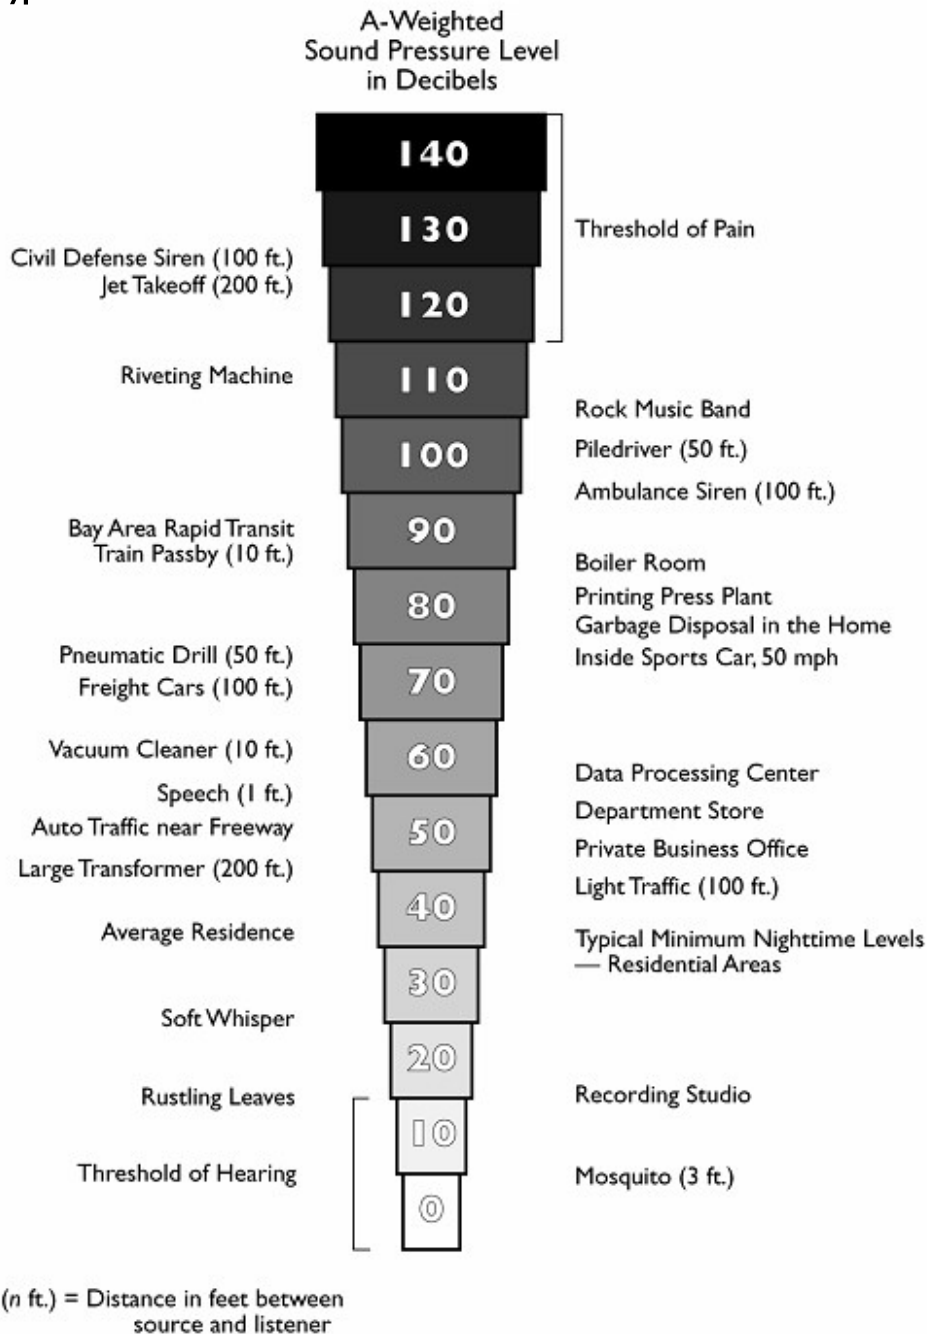 A-Weighted
Sound Pressure Level
in Decibels
140
130
Threshold of Pain
Civil Defense Siren (100 ft.)
Jet Takeoff (200 ft.)
120
Riveting Machine
110
Rock Music Band
Piledriver (50 ft.)
100
Ambulance Siren (100 ft.)
Bay Area Rapid Transit
Train Passby (10 ft.)
90
Boiler Room
Printing Press Plant
80
Garbage Disposal in the Home
Pneumatic Drill (50 ft.)
Inside Sports Car, 50 mph
Freight Cars (100 ft.)
70
Vacuum Cleaner (10 ft.)
60
Data Processing Center
Speech (1 ft.)
Department Store
Auto Traffic near Freeway
50
Private Business Office
Large Transformer (200 ft.)
Light Traffic (100 ft.)
40
Average Residence
Typical Minimum Nighttime Levels
— Residential Areas
30
Soft Whisper
20
Rustling Leaves
Recording Studio
10
Threshold of Hearing
Mosquito (3 ft.)
0
(n ft.) = Distance in feet between
source and listener